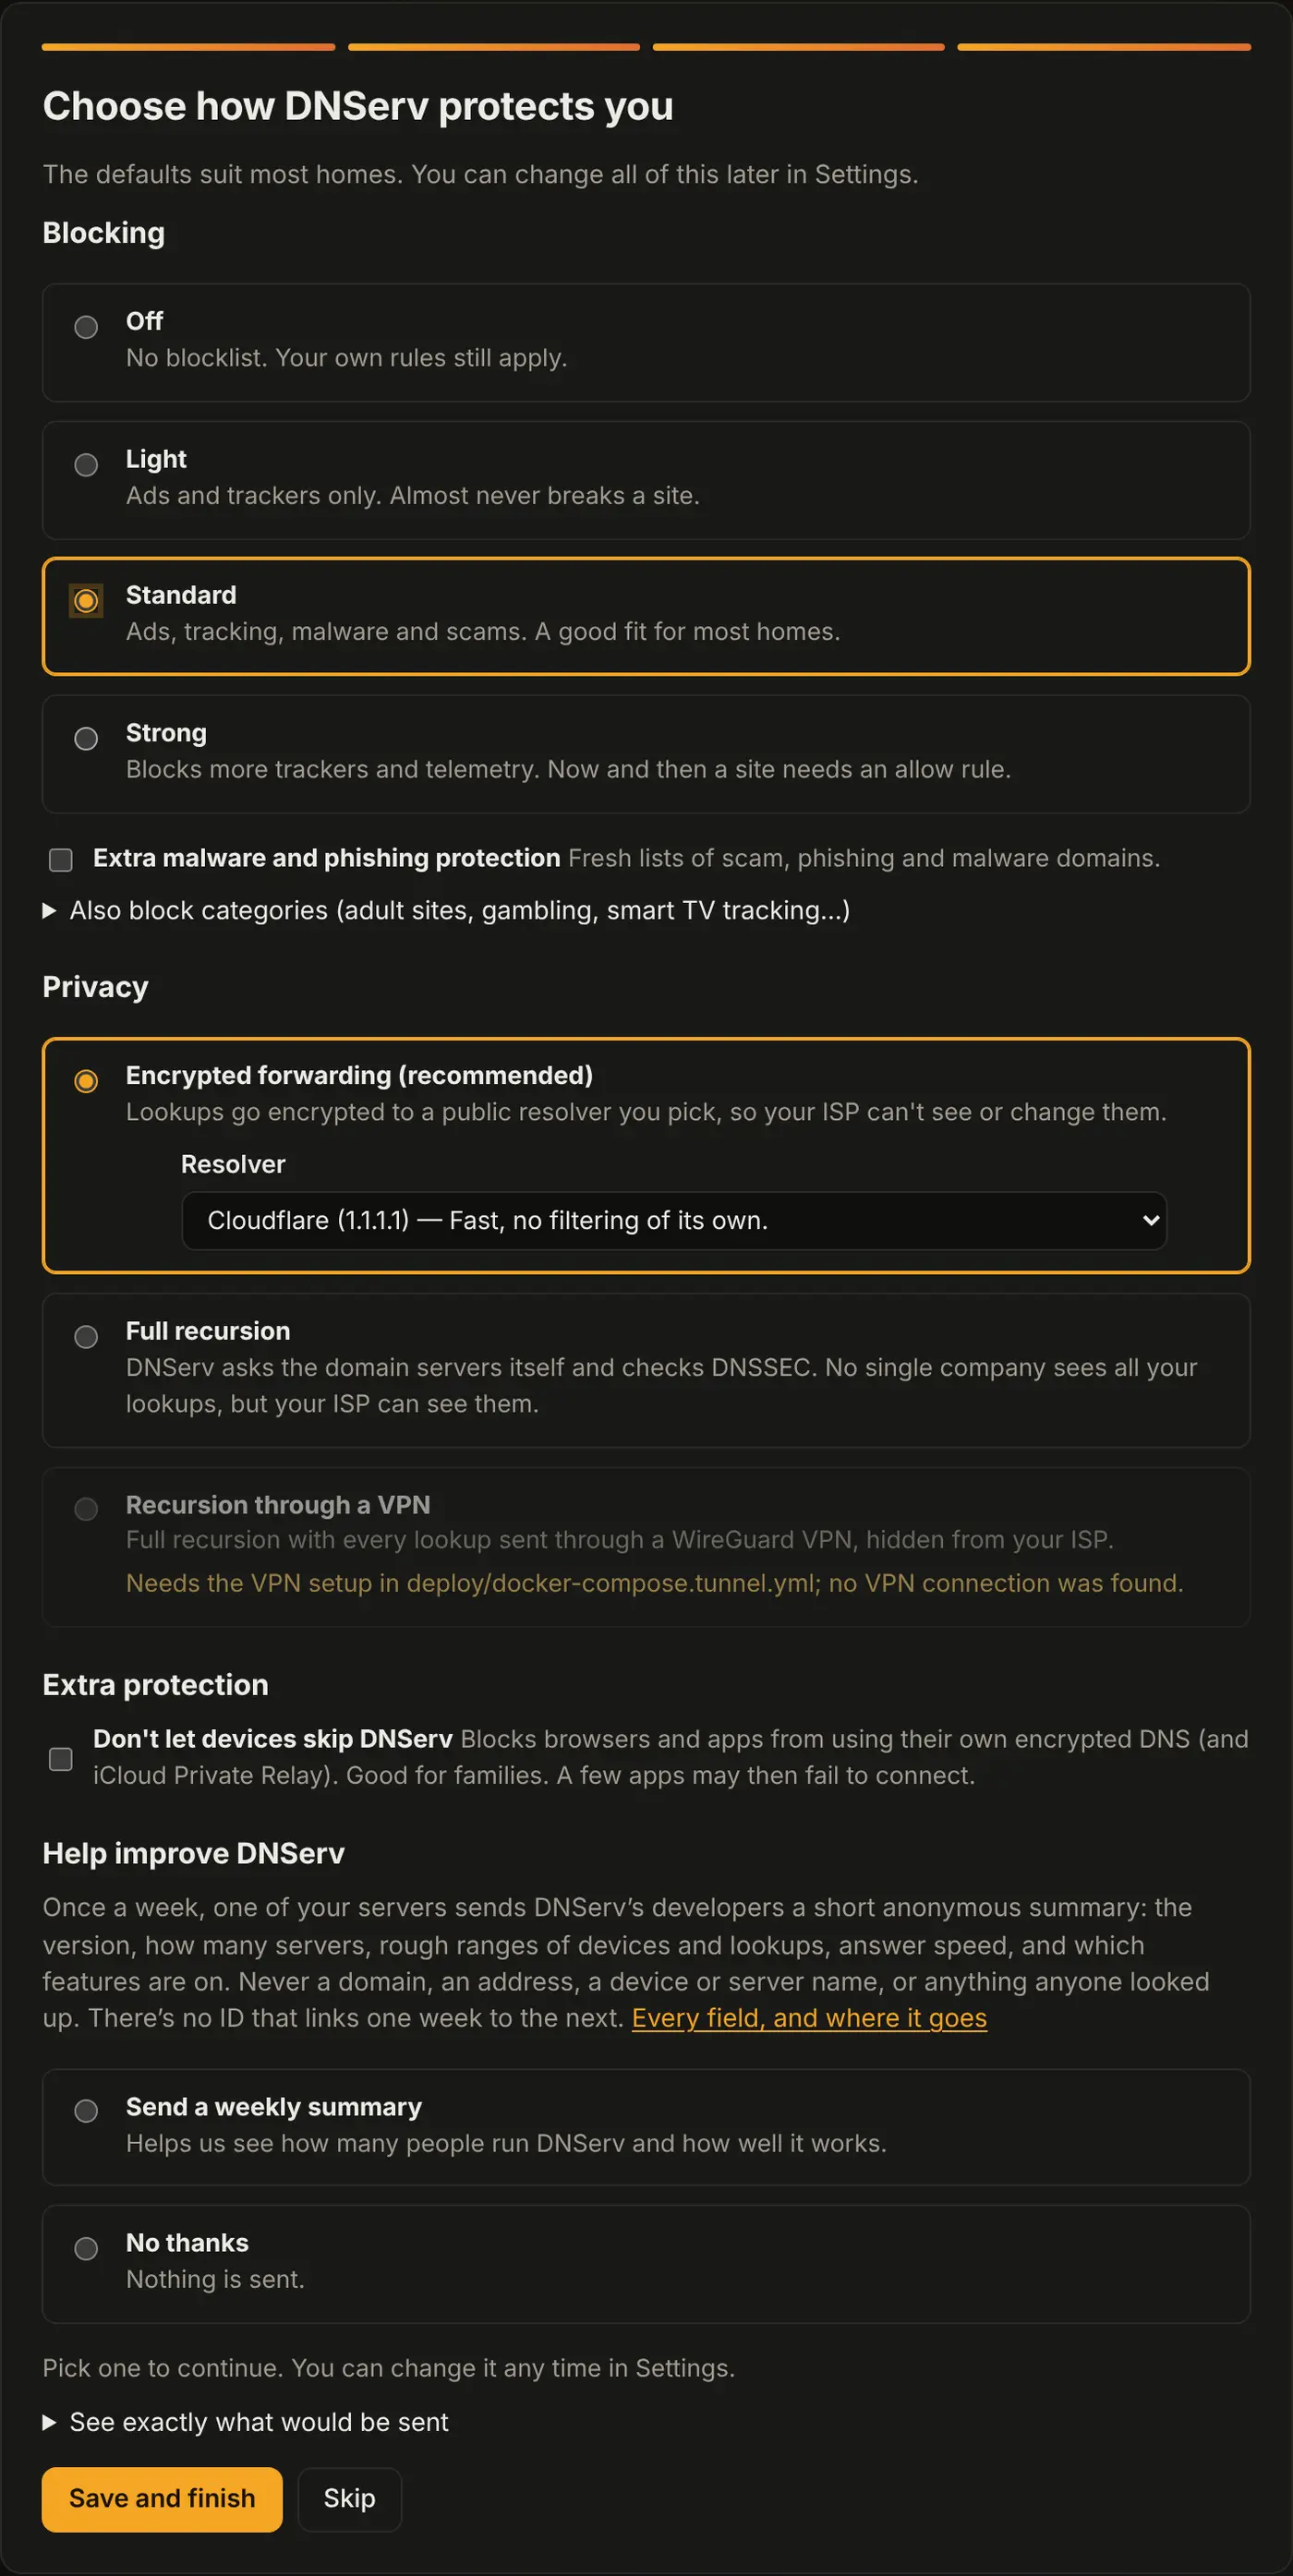 Choose how DNServ protects you
The defaults suit most homes. You can change all of this later in Settings.
Blocking
Off
No blocklist. Your own rules still apply.
Light
Ads and trackers only. Almost never breaks a site.
Standard
Ads, tracking, malware and scams. A good fit for most homes.
Strong
Blocks more trackers and telemetry. Now and then a site needs an allow rule.
Extra malware and phishing protection Fresh lists of scam, phishing and malware domains.
Also block categories (adult sites, gambling, smart TV tracking…)
Privacy
Encrypted forwarding (recommended)
Lookups go encrypted to a public resolver you pick, so your ISP can't see or change them.
Resolver
Cloudflare (1.1.1.1) — Fast, no filtering of its own.
Full recursion
DNServ asks the domain servers itself and checks DNSSEC. No single company sees all your
lookups, but your ISP can see them.
Recursion through a VPN
Full recursion with every lookup sent through a WireGuard VPN, hidden from your ISP.
Needs the VPN setup in deploy/docker-compose.tunnel.yml; no VPN connection was found.
Extra protection
Don't let devices skip DNServ Blocks browsers and apps from using their own encrypted DNS (and
iCloud Private Relay). Good for families. A few apps may then fail to connect.
Help improve DNServ
Once a week, one of your servers sends DNServ’s developers a short anonymous summary: the
version, how many servers, rough ranges of devices and lookups, answer speed, and which
features are on. Never a domain, an address, a device or server name, or anything anyone looked
up. There’s no ID that links one week to the next. Every field, and where it goes
Send a weekly summary
Helps us see how many people run DNServ and how well it works.
No thanks
Nothing is sent.
Pick one to continue. You can change it any time in Settings.
See exactly what would be sent
Save and finish
Skip